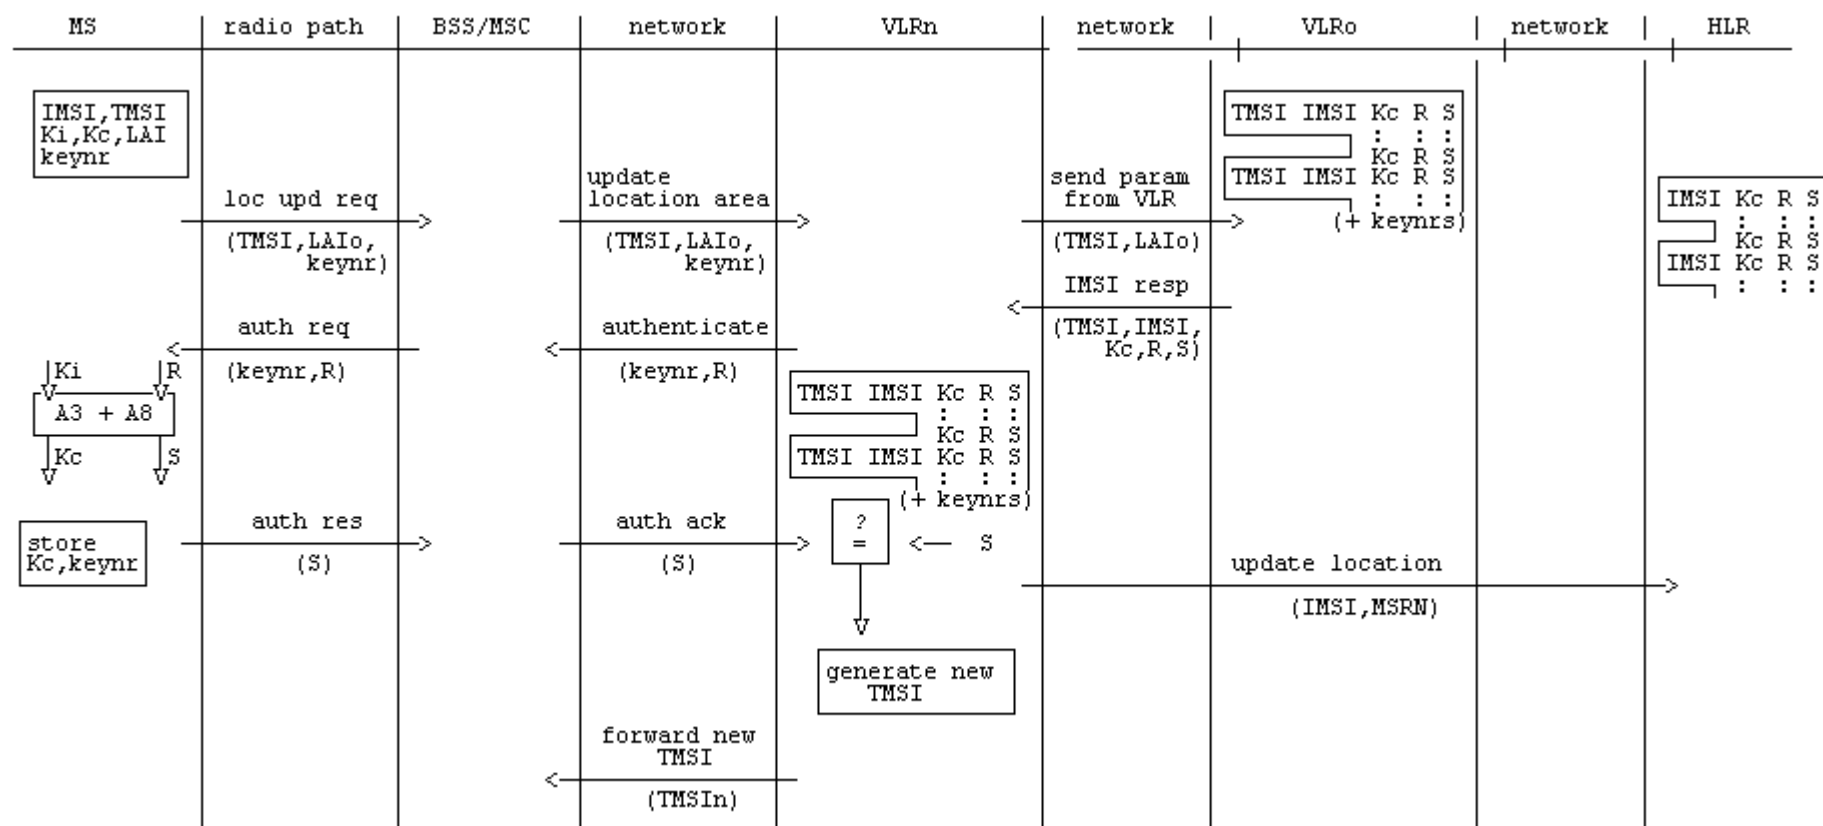 MS radio path BSS/MSC network VLRn network VLRo network HLR
IMSI,TMSI
Ki,Kc,LAI
keynr
TMSI IMSI Kc R S
: : :
Kc R S
TMSI IMSI Kc R S
: : :
(+ keynrs)
IMSI Kc R S
: : :
Kc R S
IMSI Kc R S
: : :
loc upd req
(TMSI,LAIo,
keynr)
update
location area
(TMSI,LAIo,
keynr)
send param
from VLR
(TMSI,LAIo)
IMSI resp
(TMSI,IMSI,
Kc,R,S)
authenticate
(keynr,R)
auth req
(keynr,R)
Ki R
A3 + A8
Kc S
TMSI IMSI Kc R S
: : :
Kc R S
TMSI IMSI Kc R S
: : :
(+ keynrs)
store
Kc,keynr
auth res
(S)
auth ack
(S)
?
=
S
update location
(IMSI,MSRN)
generate new
TMSI
forward new
TMSI
(TMSIn)